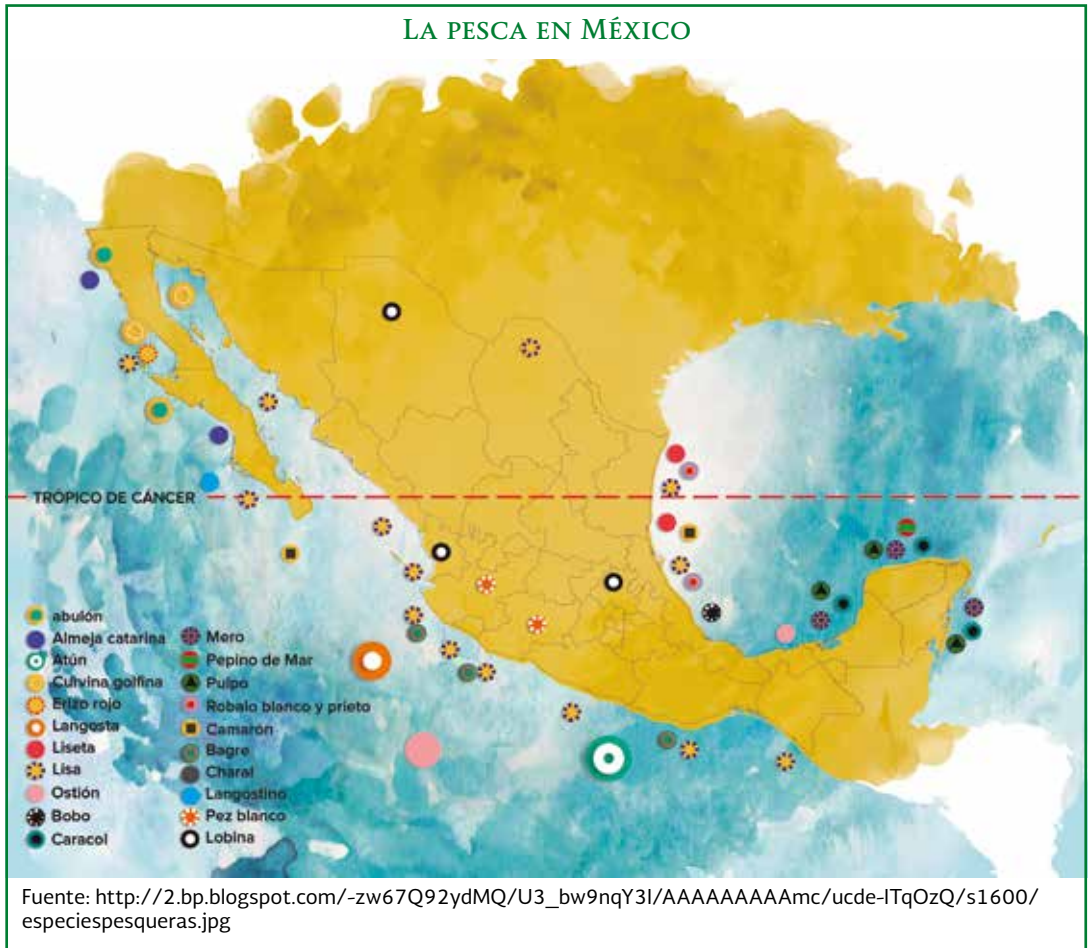 La pesca en México
TRÓPICO DE CÁNCER
abulón
Almeja catarina
Atún
Culvina golfina
Erizo rojo
Langosta
Liseta
Lisa
Ostión
Bobo
Caracol
Mero
Pepino de Mar
Pulpo
Robalo blanco y prieto
Camarón
Bagre
Charal
Langostino
Pez blanco
Lobina
Fuente: http://2.bp.blogspot.com/-zw67Q92ydMQ/U3_bw9nqY3I/AAAAAAAAAmc/ucde-ITqOzQ/s1600/
especiespesqueras.jpg